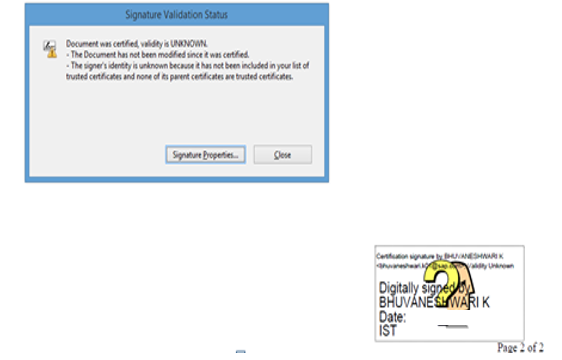 Signature Validation Status
Document was certified, validity is UNKNOWN.
- The Document has not been modified since it was certified.
- The signer's identity is unknown because it has not been included in your list of
trusted certificates and none of its parent certificates are trusted certificates.
Signature Properties... Close
Certification signature by BHUVANESHWARI K
Validity Unknown
Digitally signed by
BHUVANESHWARI K
Date:
IST
Page 2 of 2